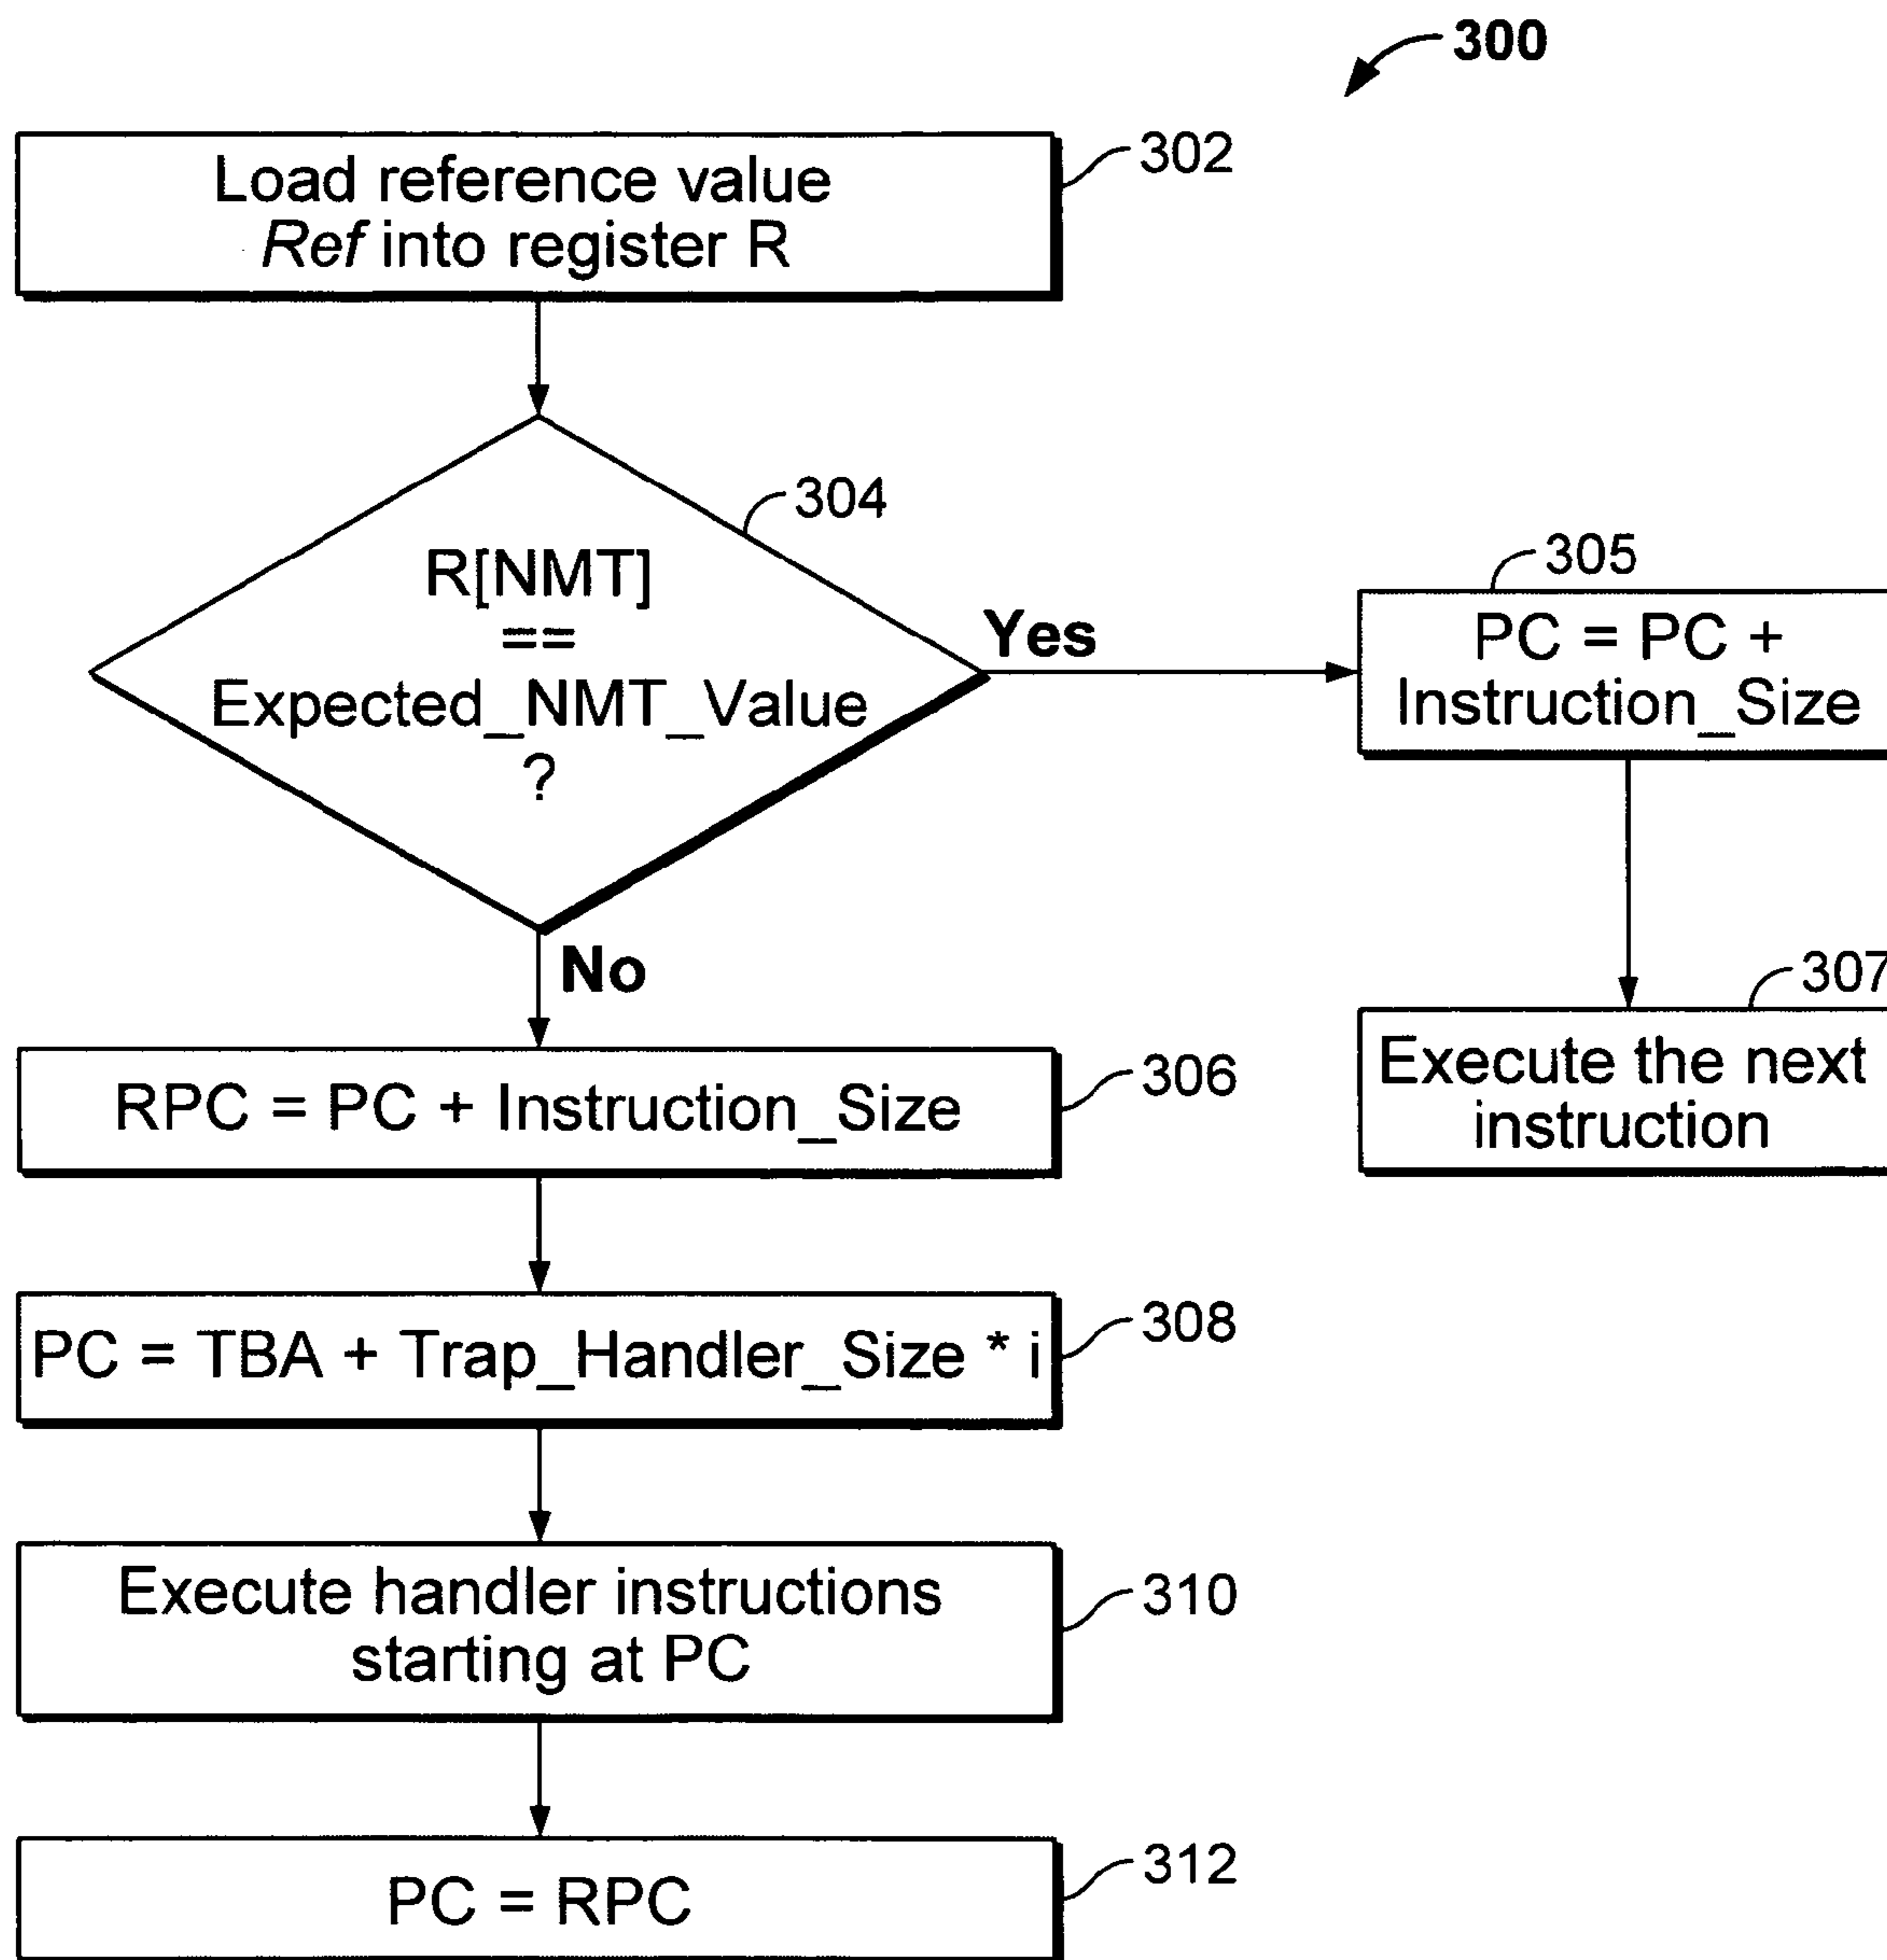 300
Load reference value
Ref into register R
302
304
R[NMT]
==
Expected_NMT_Value
?
Yes
305
PC = PC +
Instruction_Size
No
307
Execute the next
instruction
RPC = PC + Instruction_Size
306
PC = TBA + Trap_Handler_Size * i
308
Execute handler instructions
starting at PC
310
PC = RPC
312